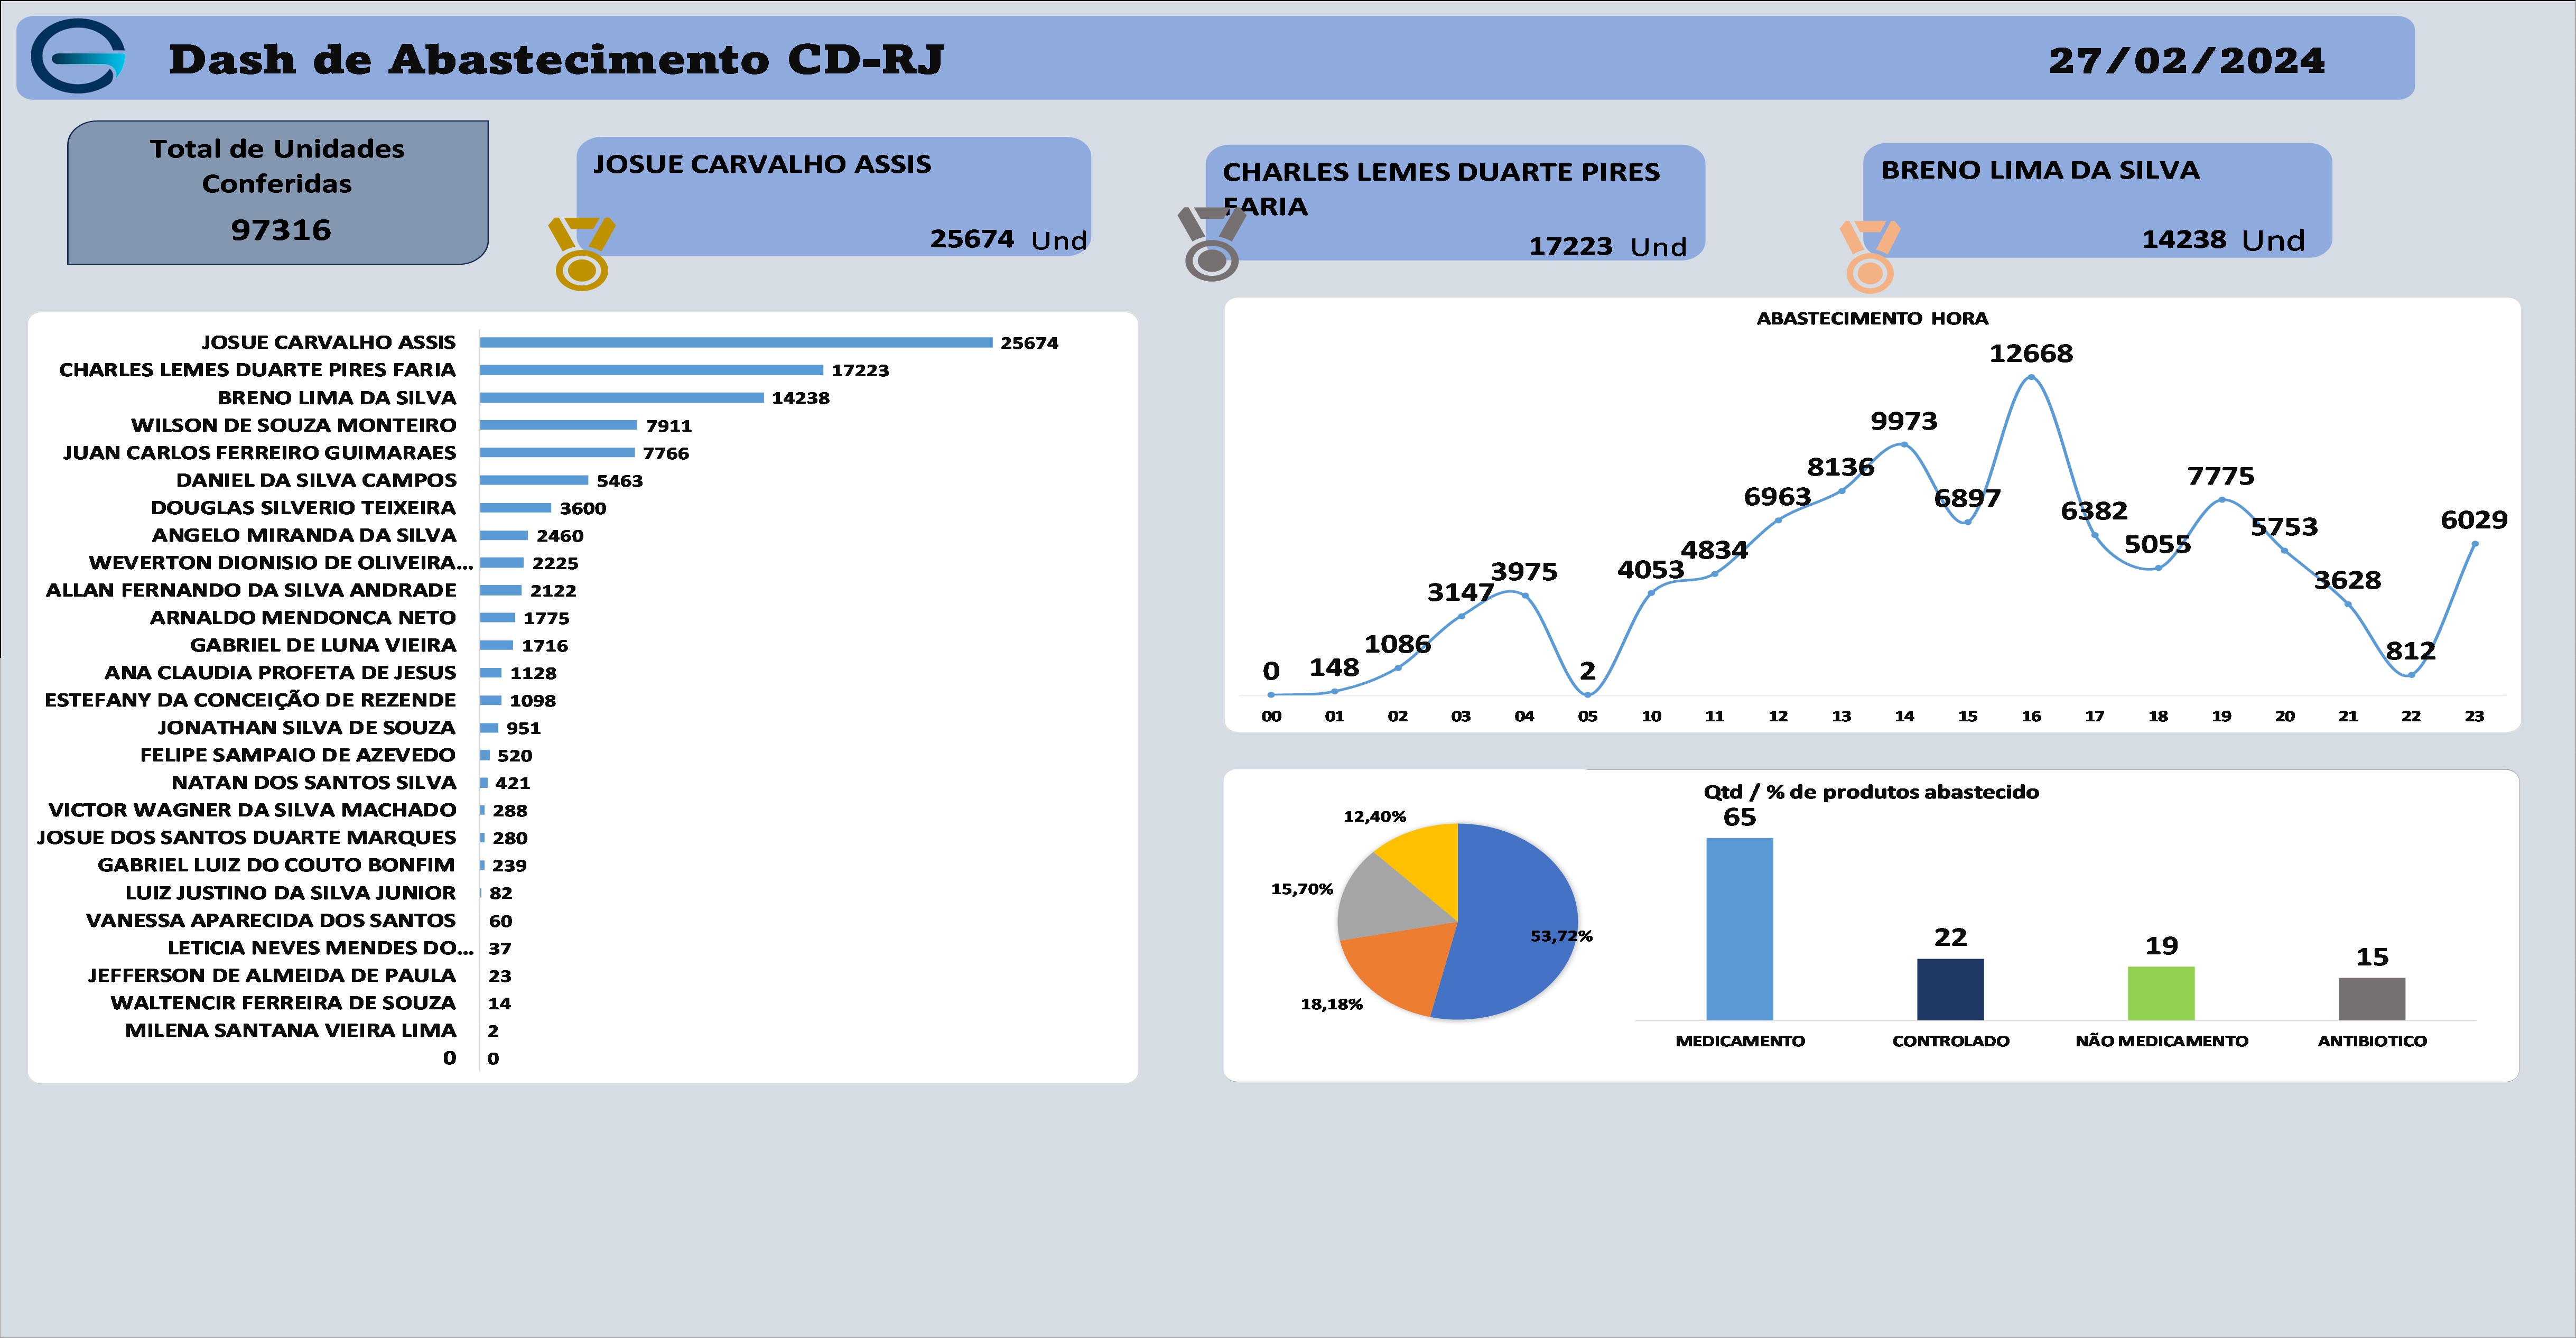 Dash de Abastecimento CD-RJ
27/02/2024
Total de Unidades
Conferidas
97316
JOSUE CARVALHO ASSIS
25674 Und
CHARLES LEMES DUARTE PIRES
FARIA
17223 Und
BRENO LIMA DA SILVA
14238 Und
JOSUE CARVALHO ASSIS 25674
CHARLES LEMES DUARTE PIRES FARIA 17223
BRENO LIMA DA SILVA 14238
WILSON DE SOUZA MONTEIRO 7911
JUAN CARLOS FERREIRO GUIMARAES 7766
DANIEL DA SILVA CAMPOS 5463
DOUGLAS SILVERIO TEIXEIRA 3600
ANGELO MIRANDA DA SILVA 2460
WEVERTON DIONISIO DE OLIVEIRA... 2225
ALLAN FERNANDO DA SILVA ANDRADE 2122
ARNALDO MENDONCA NETO 1775
GABRIEL DE LUNA VIEIRA 1716
ANA CLAUDIA PROFETA DE JESUS 1128
ESTEFANY DA CONCEIÇÃO DE REZENDE 1098
JONATHAN SILVA DE SOUZA 951
FELIPE SAMPAIO DE AZEVEDO 520
NATAN DOS SANTOS SILVA 421
VICTOR WAGNER DA SILVA MACHADO 288
JOSUE DOS SANTOS DUARTE MARQUES 280
GABRIEL LUIZ DO COUTO BONFIM 239
LUIZ JUSTINO DA SILVA JUNIOR 82
VANESSA APARECIDA DOS SANTOS 60
LETICIA NEVES MENDES DO... 37
JEFFERSON DE ALMEIDA DE PAULA 23
WALTENCIR FERREIRA DE SOUZA 14
MILENA SANTANA VIEIRA LIMA 2
0 0
ABASTECIMENTO HORA
0 148 1086 3147 3975 2 4053 4834 6963 8136 9973 6897 12668 6382 5055 7775 5753 3628 812 6029
00 01 02 03 04 05 10 11 12 13 14 15 16 17 18 19 20 21 22 23
Qtd / % de produtos abastecido
12,40%
15,70%
53,72%
18,18%
65 22 19 15
MEDICAMENTO CONTROLADO NÃO MEDICAMENTO ANTIBIOTICO